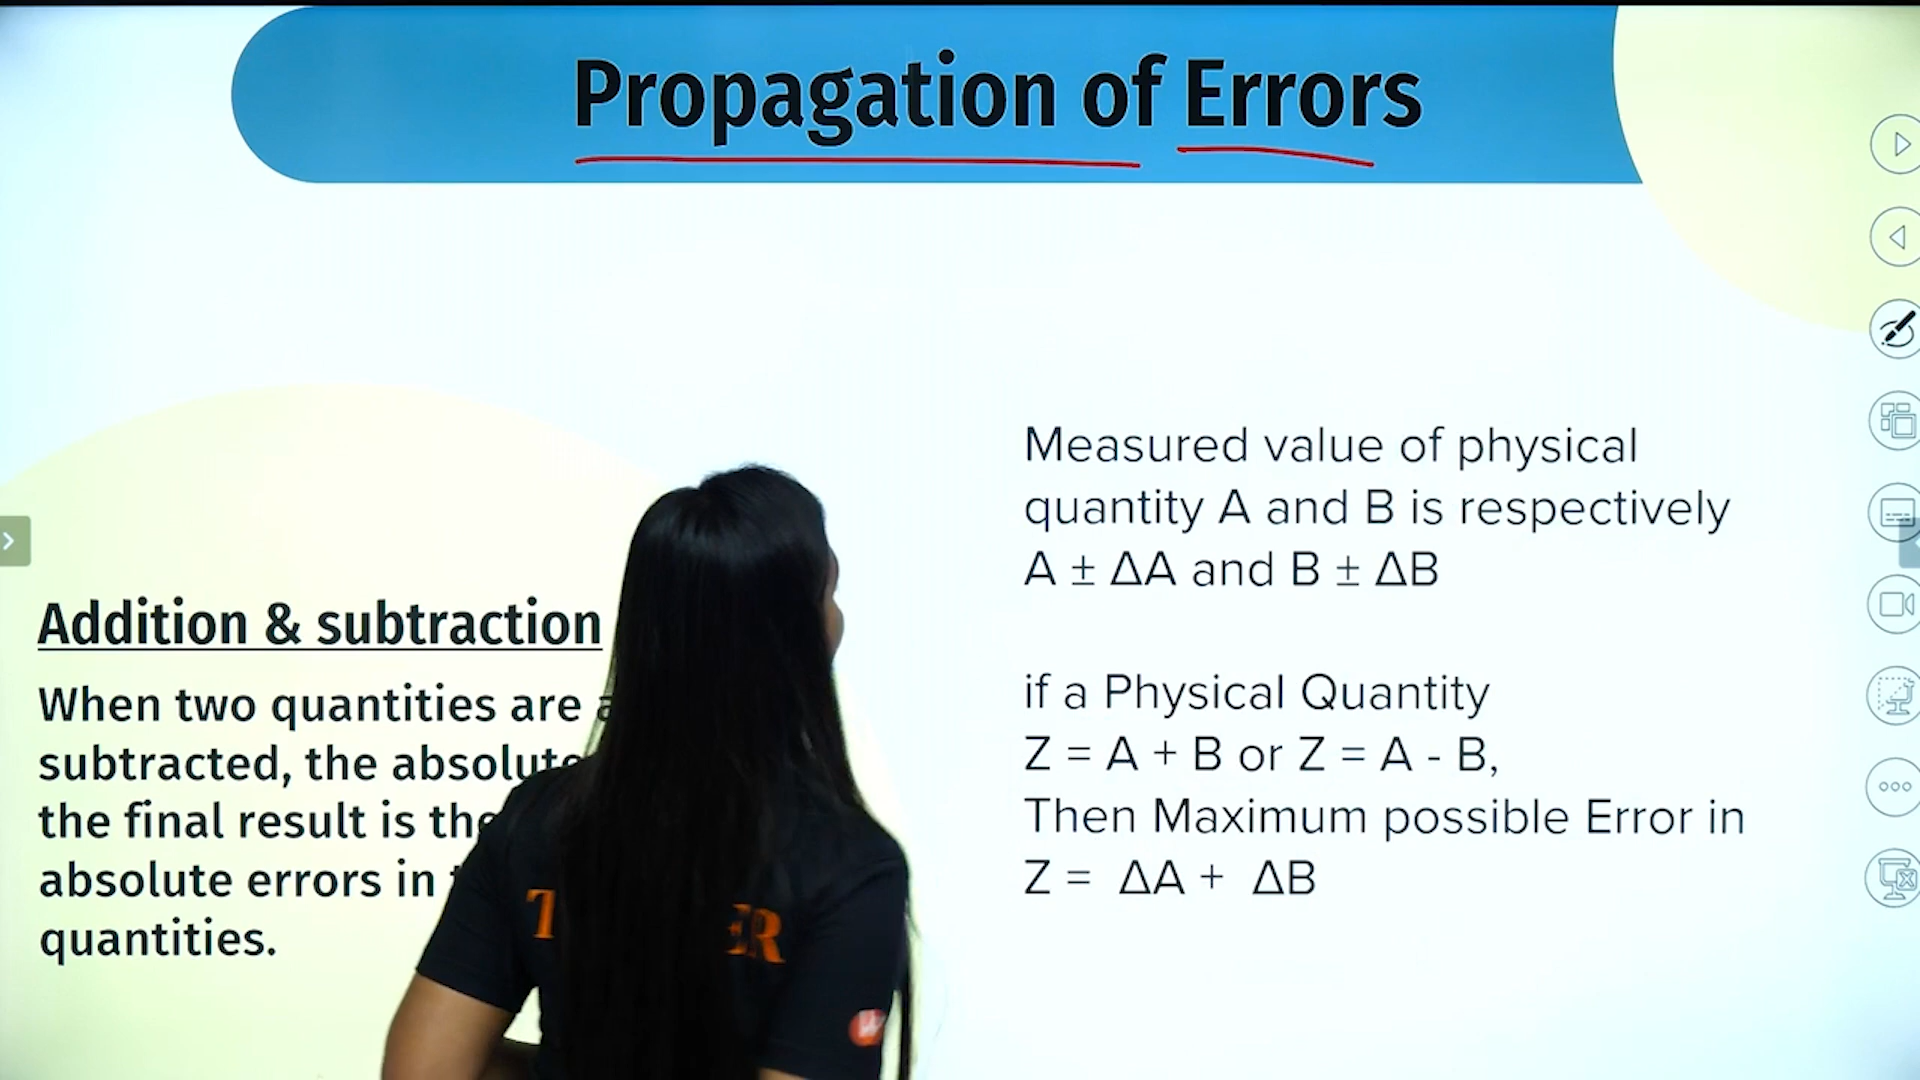 Propagation of Errors
Addition & subtraction
When two quantities are
subtracted, the absolute
the final result is the
absolute errors in
quantities.
Measured value of physical
quantity A and B is respectively
A ± ΔA and B ± ΔB
if a Physical Quantity
Z = A + B or Z = A - B,
Then Maximum possible Error in
Z = ΔA + ΔB